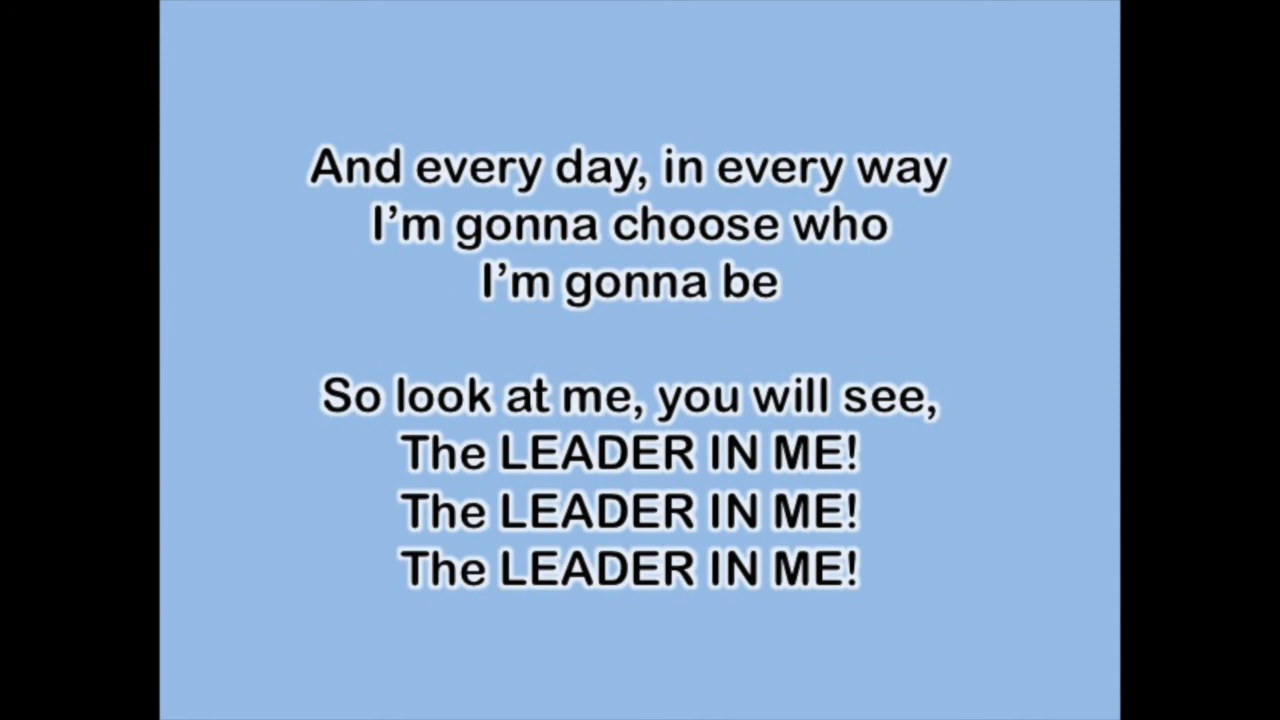 And every day, in every way
I’m gonna choose who
I’m gonna be
So look at me, you will see,
The LEADER IN ME!
The LEADER IN ME!
The LEADER IN ME!